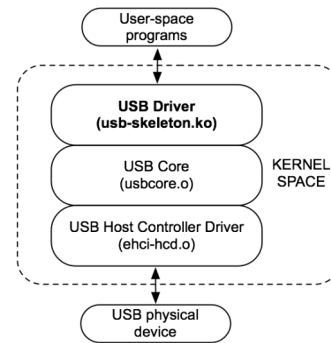 User-space
programs
USB Driver
(usb-skeleton.ko)
USB Core
(usbcore.o)
KERNEL
SPACE
USB Host Controller Driver
(ehci-hcd.o)
USB physical
device